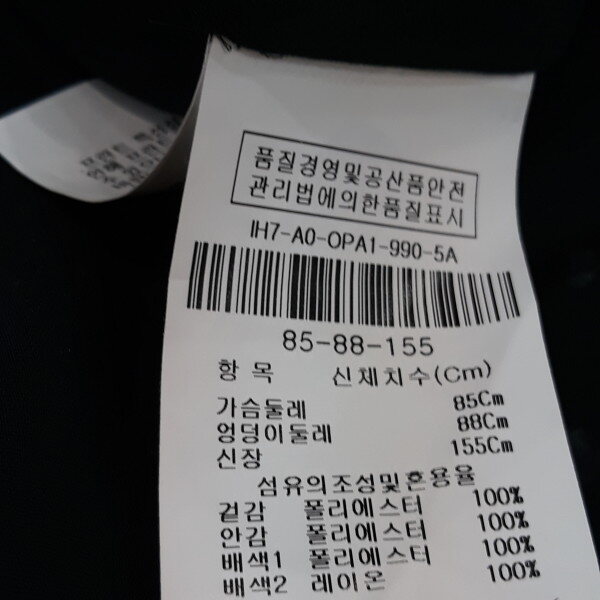 품질경영및공산품안전
관리법에의한품질표시
IH7-A0-OPA1-990-5A
85-88-155
항 목 신체치수(Cm)
가슴둘레 85Cm
엉덩이둘레 88Cm
신장 155Cm
섬유의조성및혼용율
겉감 폴리에스터 100%
안감 폴리에스터 100%
배색1 폴리에스터 100%
배색2 레이온 100%